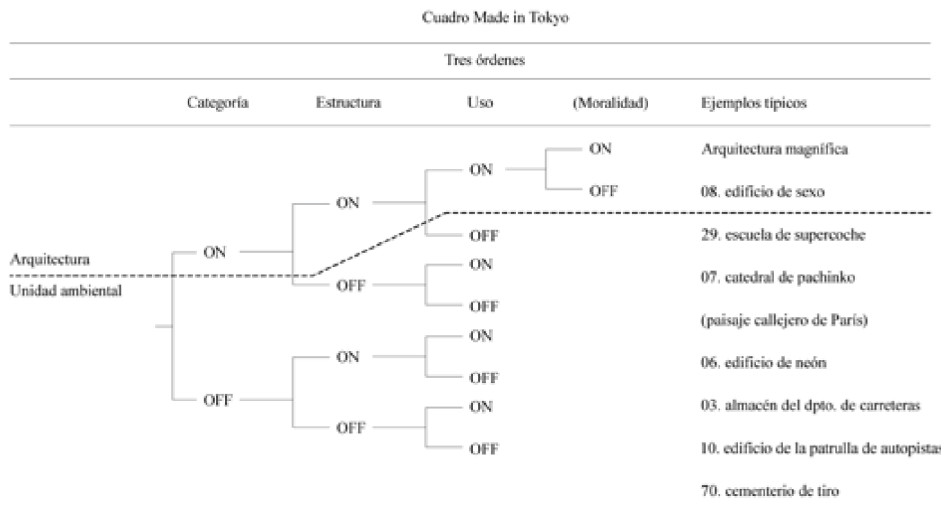 Cuadro Made in Tokyo
Tres órdenes
Categoría Estructura Uso (Moralidad) Ejemplos típicos
ON Arquitectura magnífica
ON
OFF 08. edificio de sexo
ON
OFF 29. escuela de supercoche
ON
Arquitectura
ON 07. catedral de pachinko
OFF
Unidad ambiental
OFF (paisaje callejero de París)
ON
ON 06. edificio de neón
OFF
OFF
ON 03. almacén del dpto. de carreteras
OFF
OFF 10. edificio de la patrulla de autopistas
70. cementerio de tiro